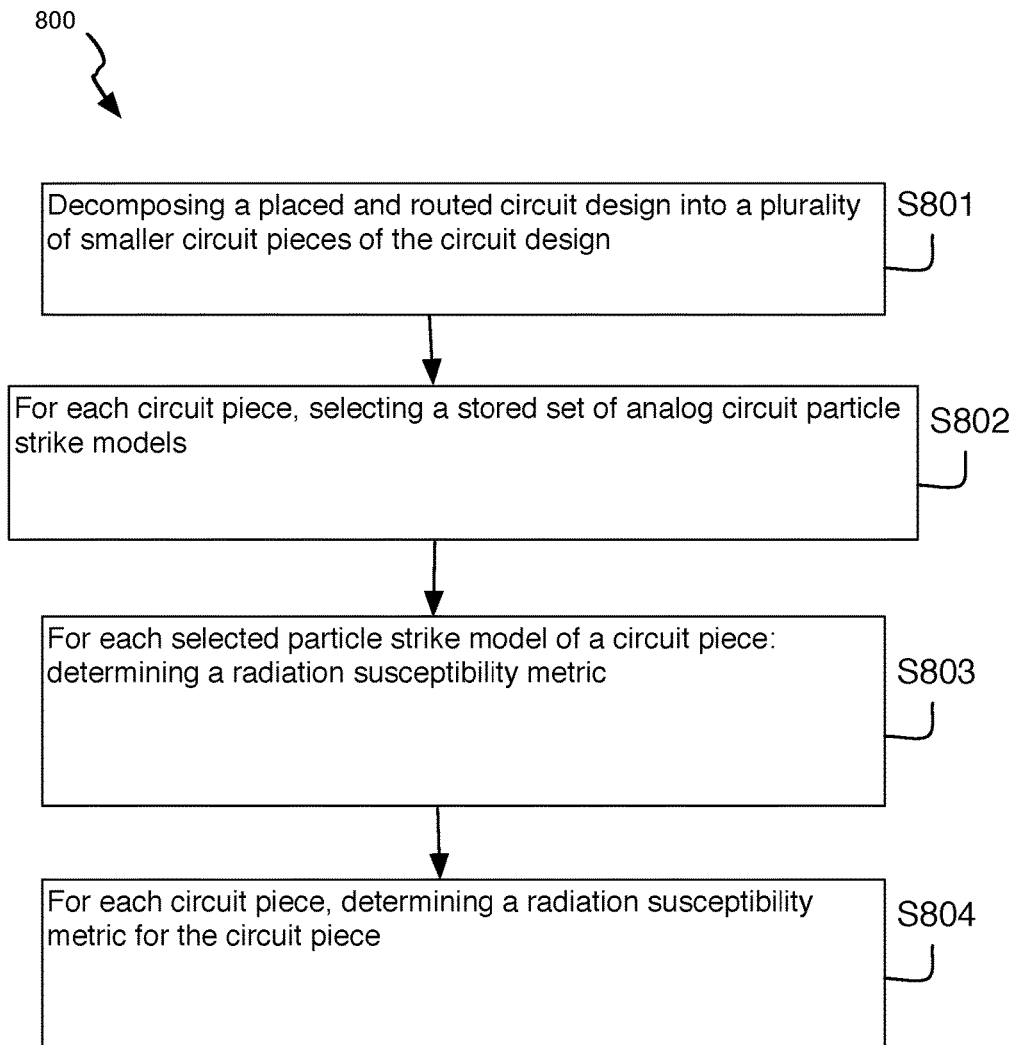 800
Decomposing a placed and routed circuit design into a plurality
of smaller circuit pieces of the circuit design
S801
For each circuit piece, selecting a stored set of analog circuit particle
strike models
S802
For each selected particle strike model of a circuit piece:
determining a radiation susceptibility metric
S803
For each circuit piece, determining a radiation susceptibility
metric for the circuit piece
S804